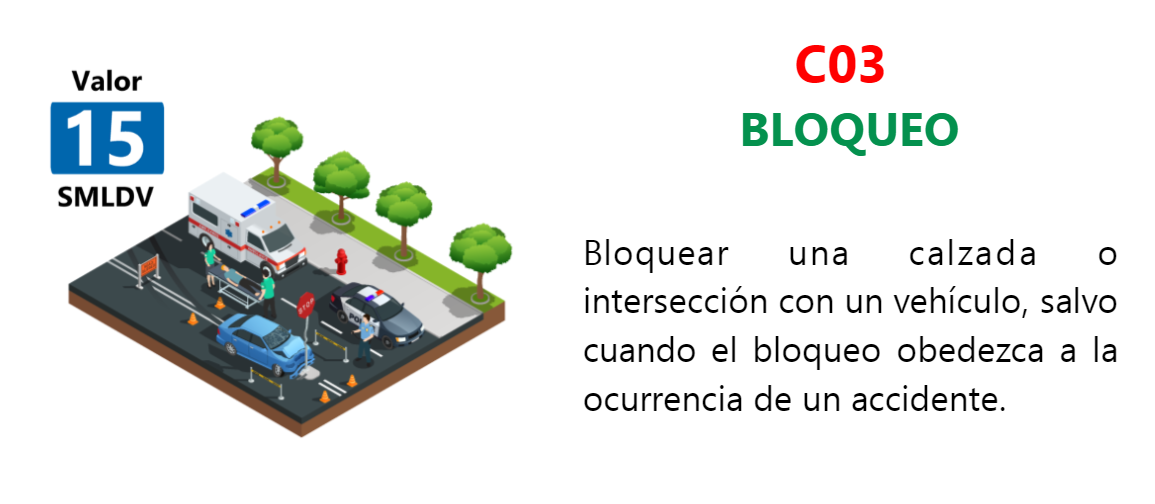 Valor
15
SMLDV
C03
BLOQUEO
Bloquear una calzada o
intersección con un vehículo, salvo
cuando el bloqueo obedezca a la
ocurrencia de un accidente.
STOP